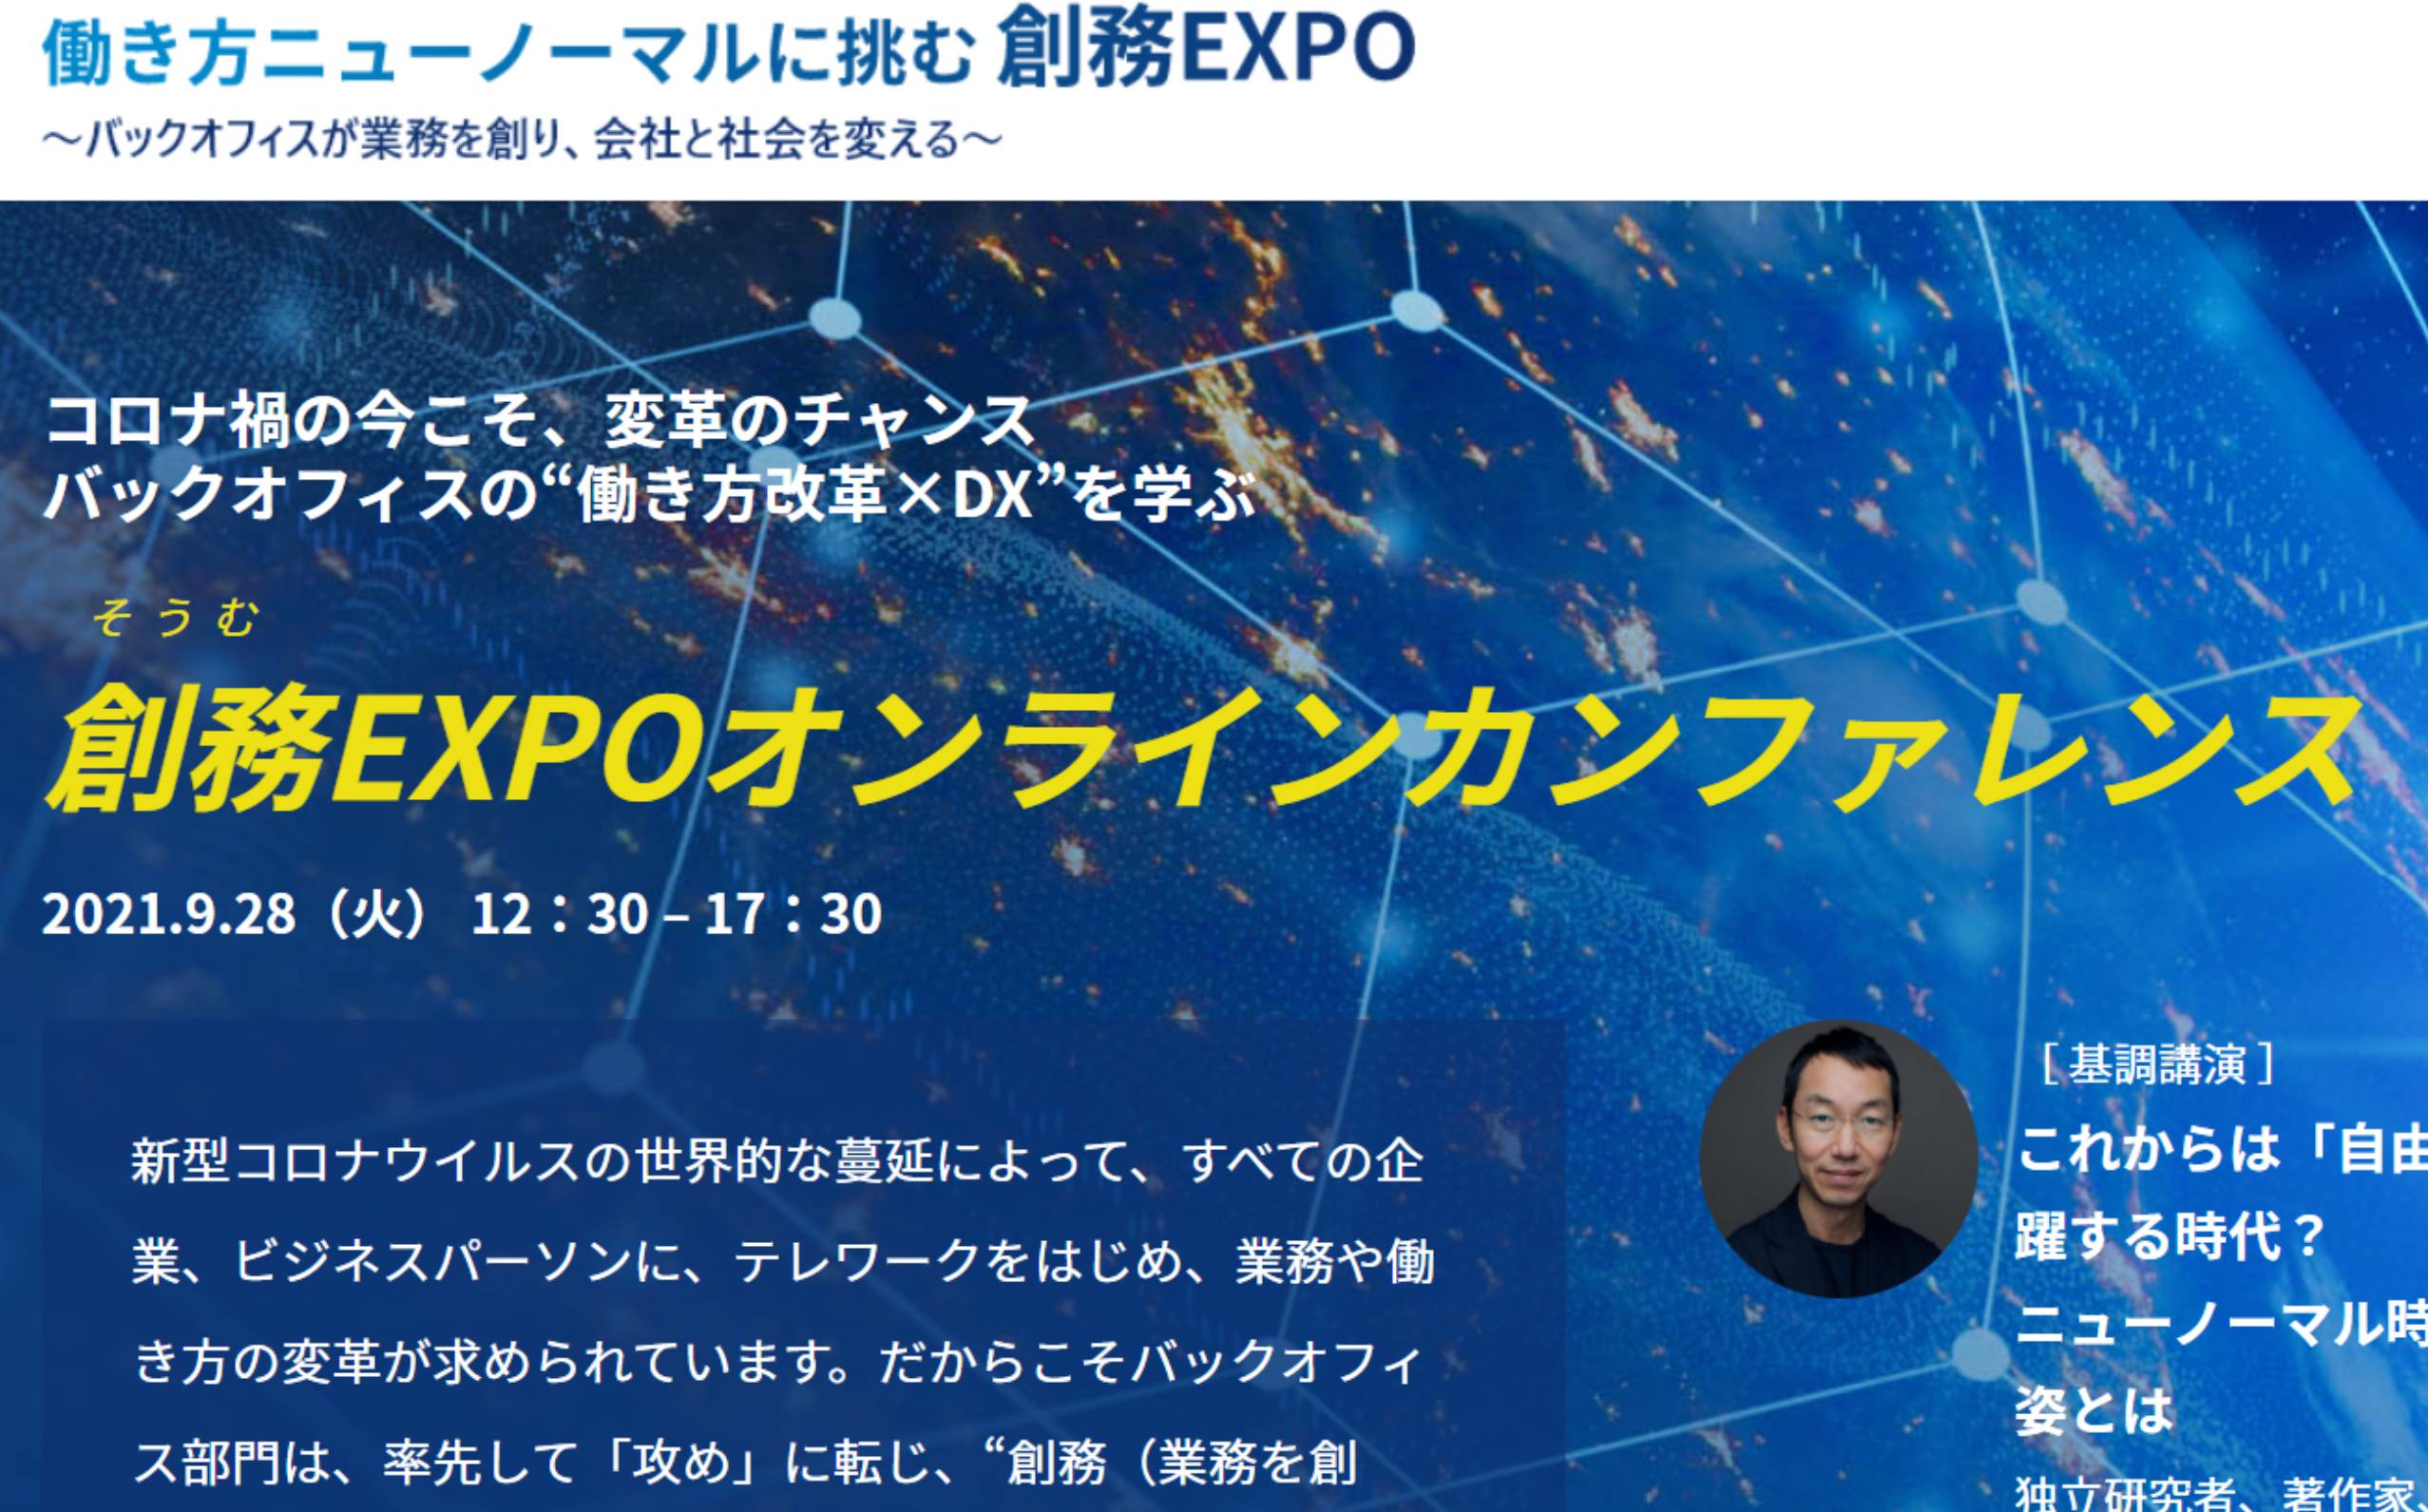 働き方ニューノーマルに挑む 創務EXPO
～バックオフィスが業務を創り、会社と社会を変える～
コロナ禍の今こそ、変革のチャンス
バックオフィスの“働き方改革×DX”を学ぶ
そうむ
創務EXPOオンラインカンファレンス
2021.9.28（火） 12：30 – 17：30
新型コロナウイルスの世界的な蔓延によって、すべての企
業、ビジネスパーソンに、テレワークをはじめ、業務や働
き方の変革が求められています。だからこそバックオフィ
ス部門は、率先して「攻め」に転じ、“創務（業務を創
［ 基調講演 ］
これからは「自由
躍する時代？
ニューノーマル時
姿とは
独立研究者、著作家